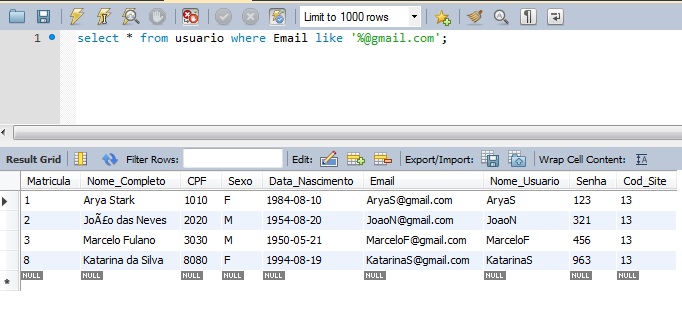 Limit to 1000 rows
1 select * from usuario where Email like '%@gmail.com';
Result Grid Filter Rows: Edit: Export/Import: Wrap Cell Content: IA
Matricula Nome_Completo CPF Sexo Data_Nascimento Email Nome_Usuario Senha Cod_Site
1 Arya Stark 1010 F 1984-08-10 AryaS@gmail.com AryaS 123 13
2 JoÃ£o das Neves 2020 M 1954-08-20 JoaoN@gmail.com JoaoN 321 13
3 Marcelo Fulano 3030 M 1950-05-21 MarceloF@gmail.com MarceloF 456 13
8 Katarina da Silva 8080 F 1994-08-19 KatarinaS@gmail.com KatarinaS 963 13
NULL NULL NULL NULL NULL NULL NULL NULL NULL